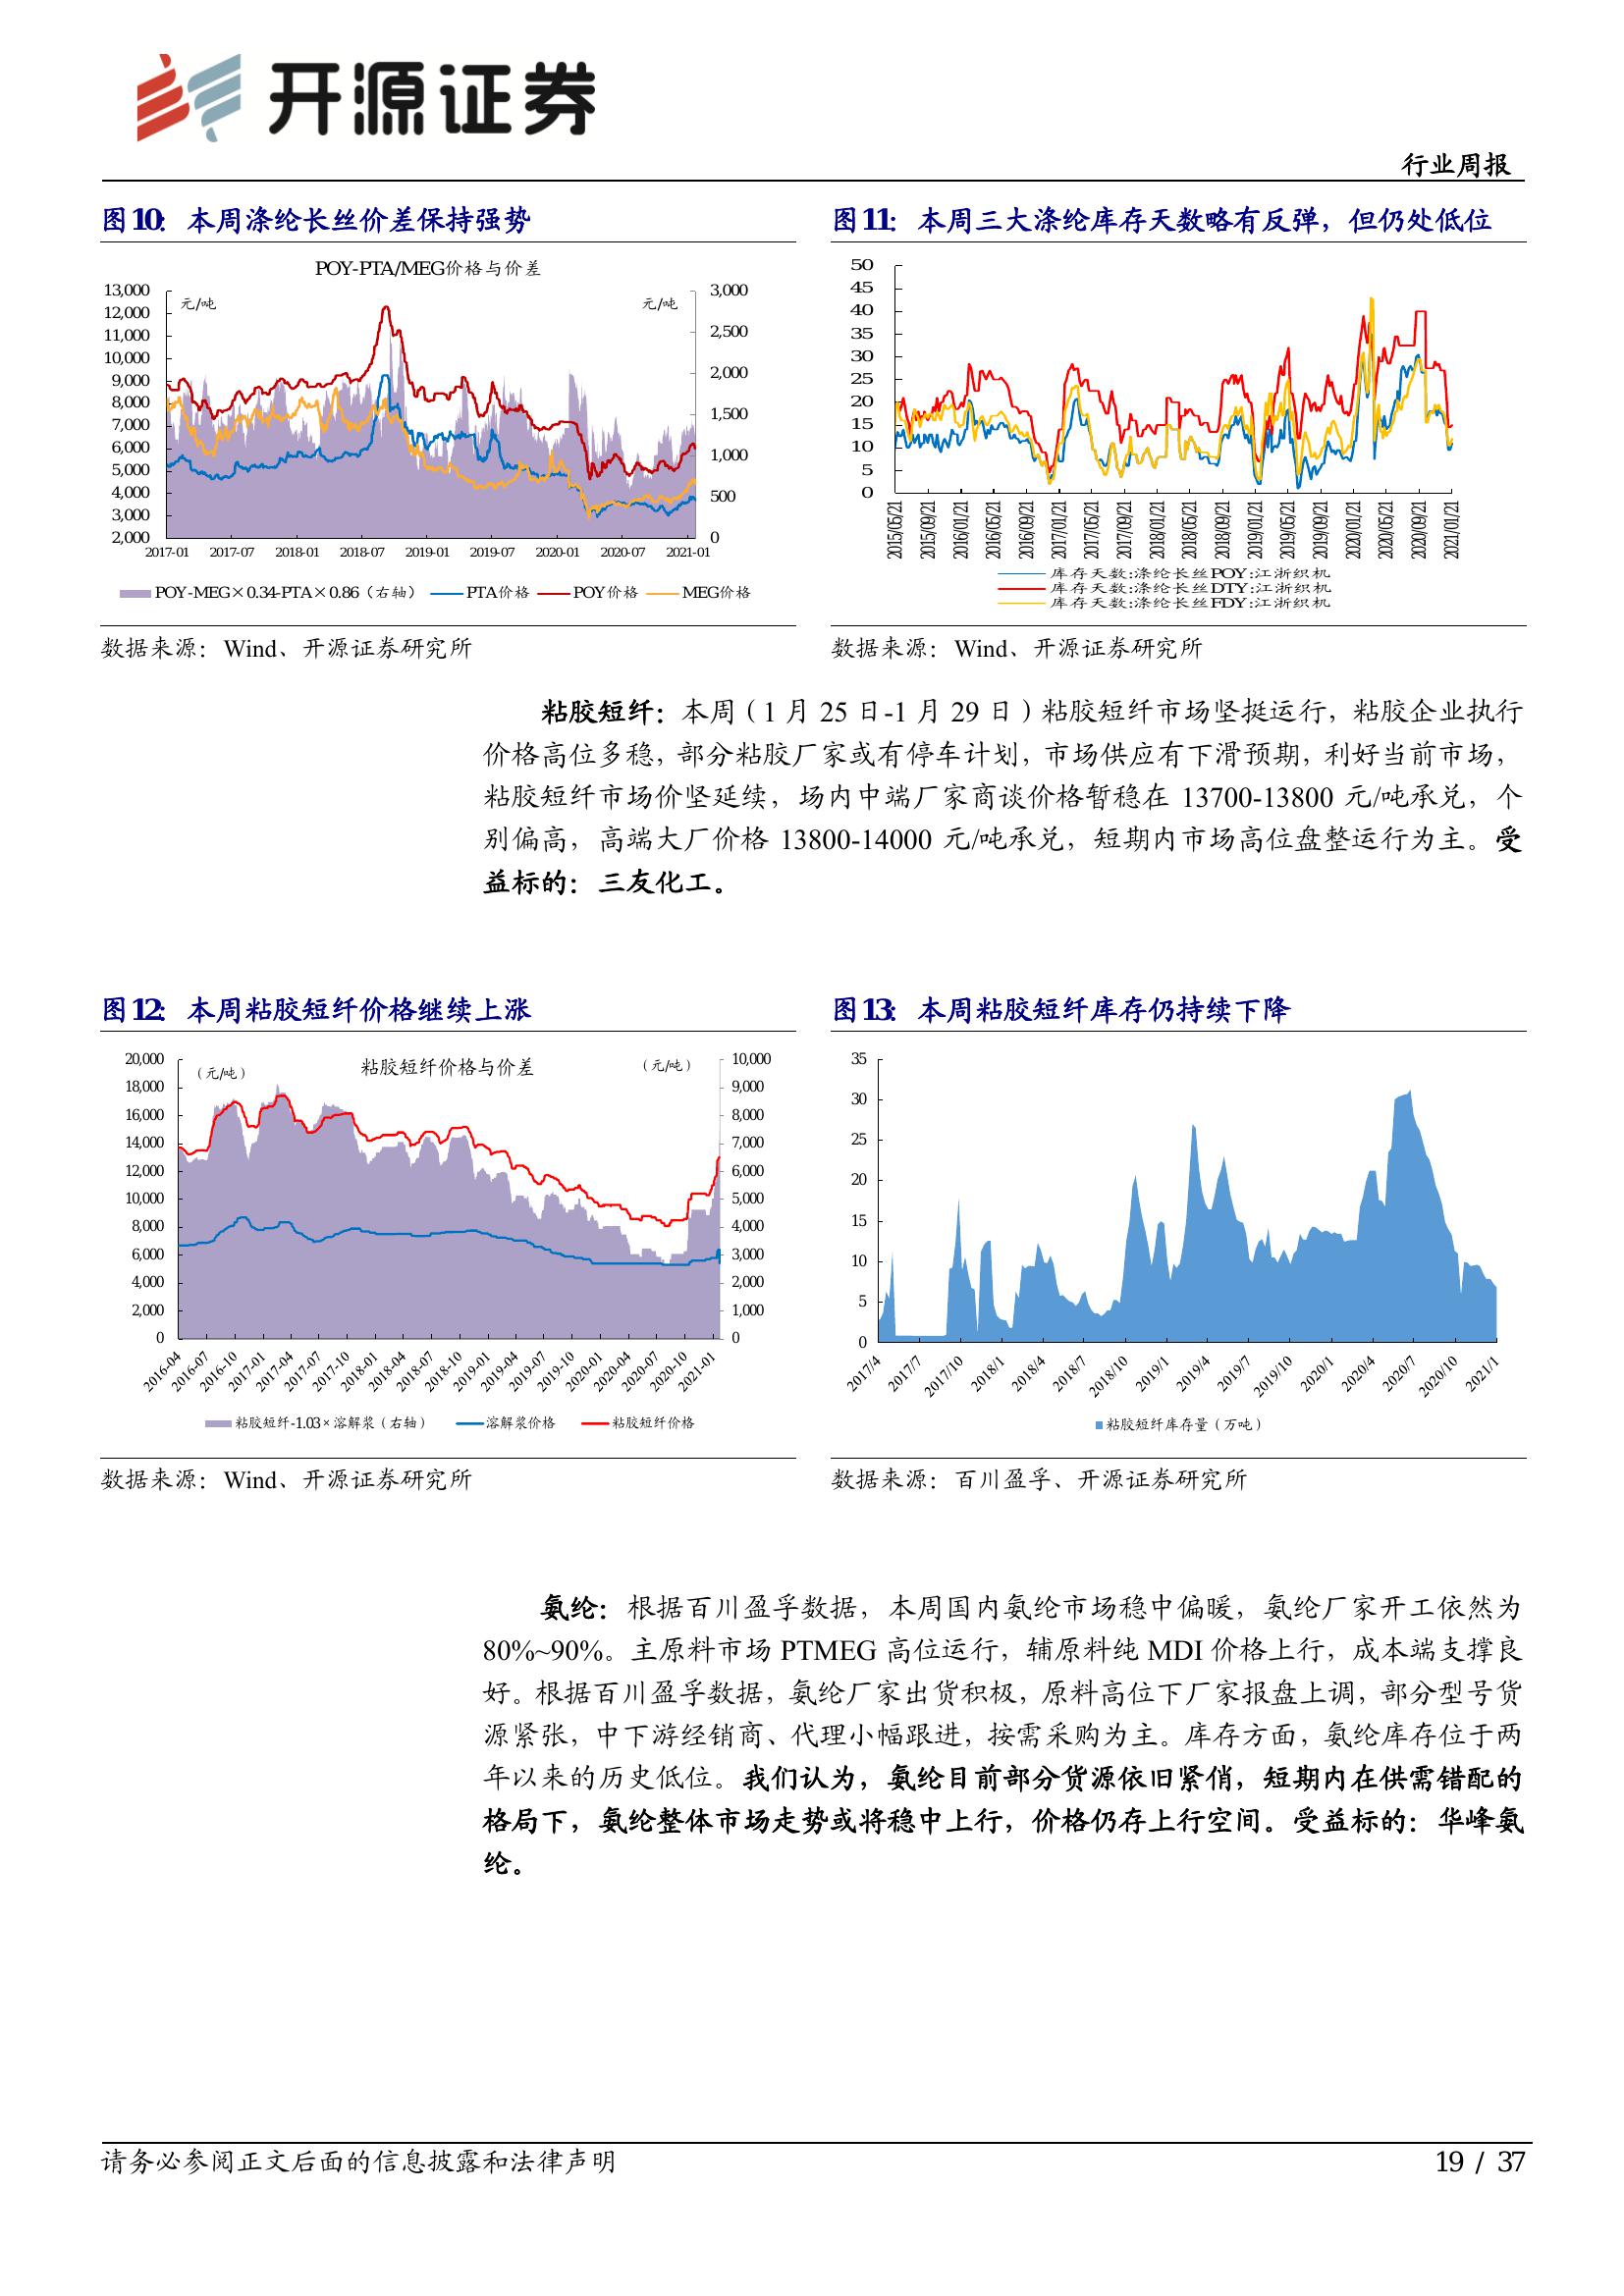 开源证券
行业周报
图10： 本周涤纶长丝价差保持强势
POY-PTA/MEG价格与价差
元/吨
元/吨
13,000
12,000
11,000
10,000
9,000
8,000
7,000
6,000
5,000
4,000
3,000
2,000
3,000
2,500
2,000
1,500
1,000
500
0
2017-01 2017-07 2018-01 2018-07 2019-01 2019-07 2020-01 2020-07 2021-01
POY-MEG×0.34-PTA×0.86（右轴） PTA价格 POY价格 MEG价格
数据来源：Wind、开源证券研究所
图11： 本周三大涤纶库存天数略有反弹，但仍处低位
50
45
40
35
30
25
20
15
10
5
0
2015/05/21 2015/09/21 2016/01/21 2016/05/21 2016/09/21 2017/01/21 2017/05/21 2017/09/21 2018/01/21 2018/05/21 2018/09/21 2019/01/21 2019/05/21 2019/09/21 2020/01/21 2020/05/21 2020/09/21 2021/01/21
库存天数:涤纶长丝POY:江浙织机
库存天数:涤纶长丝DTY:江浙织机
库存天数:涤纶长丝FDY:江浙织机
数据来源：Wind、开源证券研究所
粘胶短纤：本周（1 月 25 日-1 月 29 日）粘胶短纤市场坚挺运行，粘胶企业执行
价格高位多稳，部分粘胶厂家或有停车计划，市场供应有下滑预期，利好当前市场，
粘胶短纤市场价坚延续，场内中端厂家商谈价格暂稳在 13700-13800 元/吨承兑，个
别偏高，高端大厂价格 13800-14000 元/吨承兑，短期内市场高位盘整运行为主。受
益标的：三友化工。
图12： 本周粘胶短纤价格继续上涨
粘胶短纤价格与价差
（元/吨）
（元/吨）
20,000
18,000
16,000
14,000
12,000
10,000
8,000
6,000
4,000
2,000
0
10,000
9,000
8,000
7,000
6,000
5,000
4,000
3,000
2,000
1,000
0
2016-04 2016-07 2016-10 2017-01 2017-04 2017-07 2017-10 2018-01 2018-04 2018-07 2018-10 2019-01 2019-04 2019-07 2019-10 2020-01 2020-04 2020-07 2020-10 2021-01
粘胶短纤-1.03×溶解浆（右轴） 溶解浆价格 粘胶短纤价格
数据来源：Wind、开源证券研究所
图13： 本周粘胶短纤库存仍持续下降
35
30
25
20
15
10
5
0
2017/4 2017/7 2017/10 2018/1 2018/4 2018/7 2018/10 2019/1 2019/4 2019/7 2019/10 2020/1 2020/4 2020/7 2020/10 2021/1
粘胶短纤库存量（万吨）
数据来源：百川盈孚、开源证券研究所
氨纶：根据百川盈孚数据，本周国内氨纶市场稳中偏暖，氨纶厂家开工依然为
80%~90%。主原料市场 PTMEG 高位运行，辅原料纯 MDI 价格上行，成本端支撑良
好。根据百川盈孚数据，氨纶厂家出货积极，原料高位下厂家报盘上调，部分型号货
源紧张，中下游经销商、代理小幅跟进，按需采购为主。库存方面，氨纶库存位于两
年以来的历史低位。我们认为，氨纶目前部分货源依旧紧俏，短期内在供需错配的
格局下，氨纶整体市场走势或将稳中上行，价格仍存上行空间。受益标的：华峰氨
纶。
请务必参阅正文后面的信息披露和法律声明
19 / 37